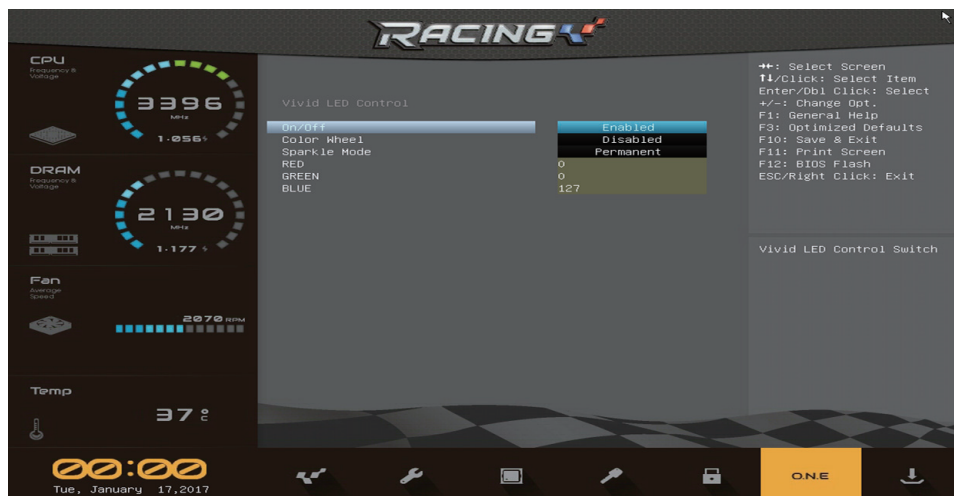 RACING
CPU
Frequency &
Voltage
3396
MHz
1.056V
DRAM
Frequency &
Voltage
2130
MHz
1.177 V
Fan
Average
Speed
2070 RPM
Temp
37 °C
Vivid LED Control
On/Off Enabled
Color Wheel Disabled
Sparkle Mode Permanent
RED 0
GREEN 0
BLUE 127
→←: Select Screen
↑↓/Click: Select Item
Enter/Dbl Click: Select
+/-: Change Opt.
F1: General Help
F3: Optimized Defaults
F10: Save & Exit
F11: Print Screen
F12: BIOS Flash
ESC/Right Click: Exit
Vivid LED Control Switch
00:00
Tue, January 17,2017
O.N.E